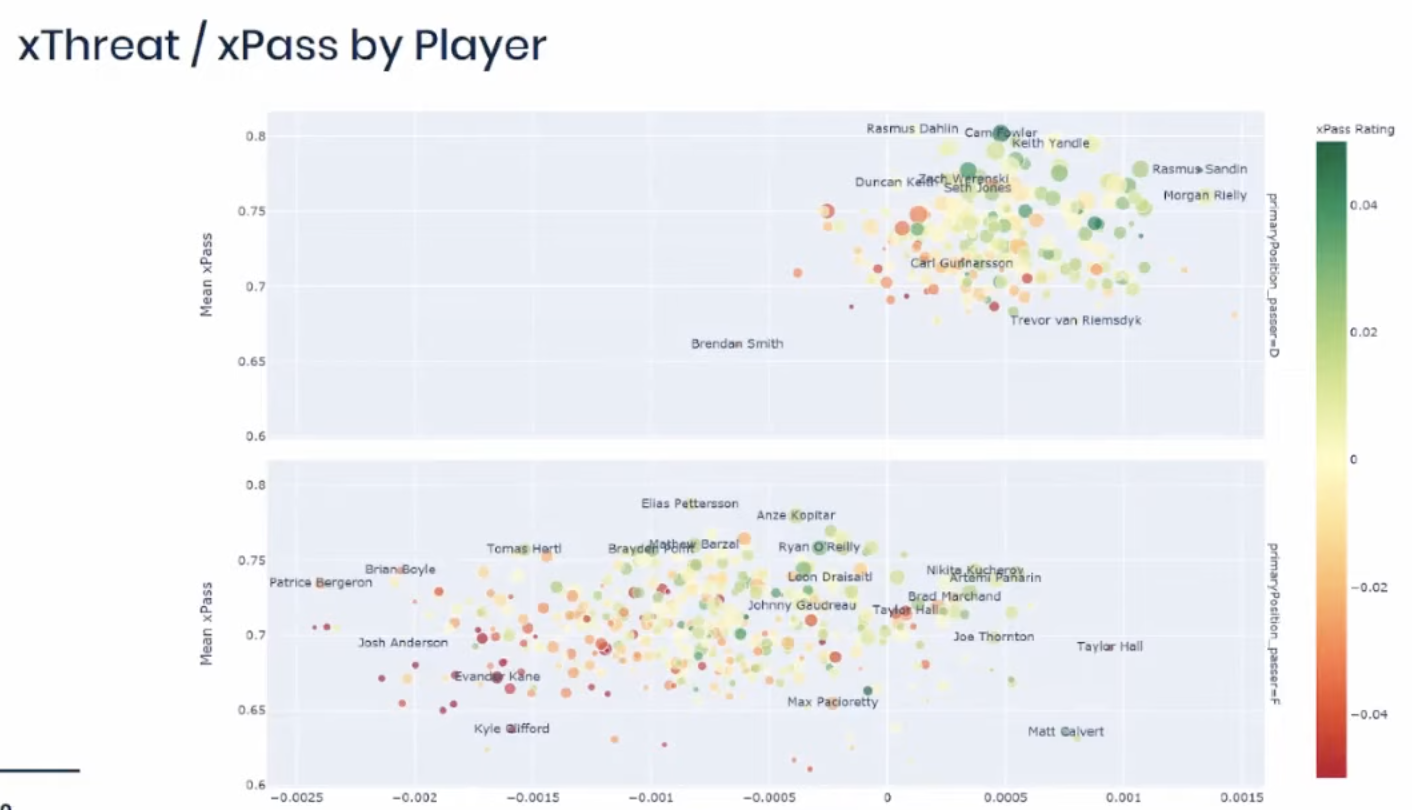 xThreat / xPass by Player
xPass Rating
0.8
Rasmus Dahlin
Cam Fowler
Keith Yandle
Rasmus Sandin
Duncan Keith
Zach Werenski
Seth Jones
Morgan Rielly
0.04
0.75
Mean xPass
primaryPosition_passer=D
Carl Gunnarsson
0.7
Trevor van Riemsdyk
0.02
Brendan Smith
0.65
0.6
0
0.8
Elias Pettersson
Anze Kopitar
Tomas Hertl
Brayden Point
Mathew Barzal
Ryan O'Reilly
0.75
Brian Boyle
Patrice Bergeron
Leon Draisaitl
Nikita Kucherov
Artemi Panarin
−0.02
Mean xPass
primaryPosition_passer=F
Johnny Gaudreau
Brad Marchand
Taylor Hall
0.7
Josh Anderson
Joe Thornton
Taylor Hall
Evander Kane
0.65
Max Pacioretty
−0.04
Kyle Clifford
Matt Calvert
0.6
−0.0025
−0.002
−0.0015
−0.001
−0.0005
0
0.0005
0.001
0.0015